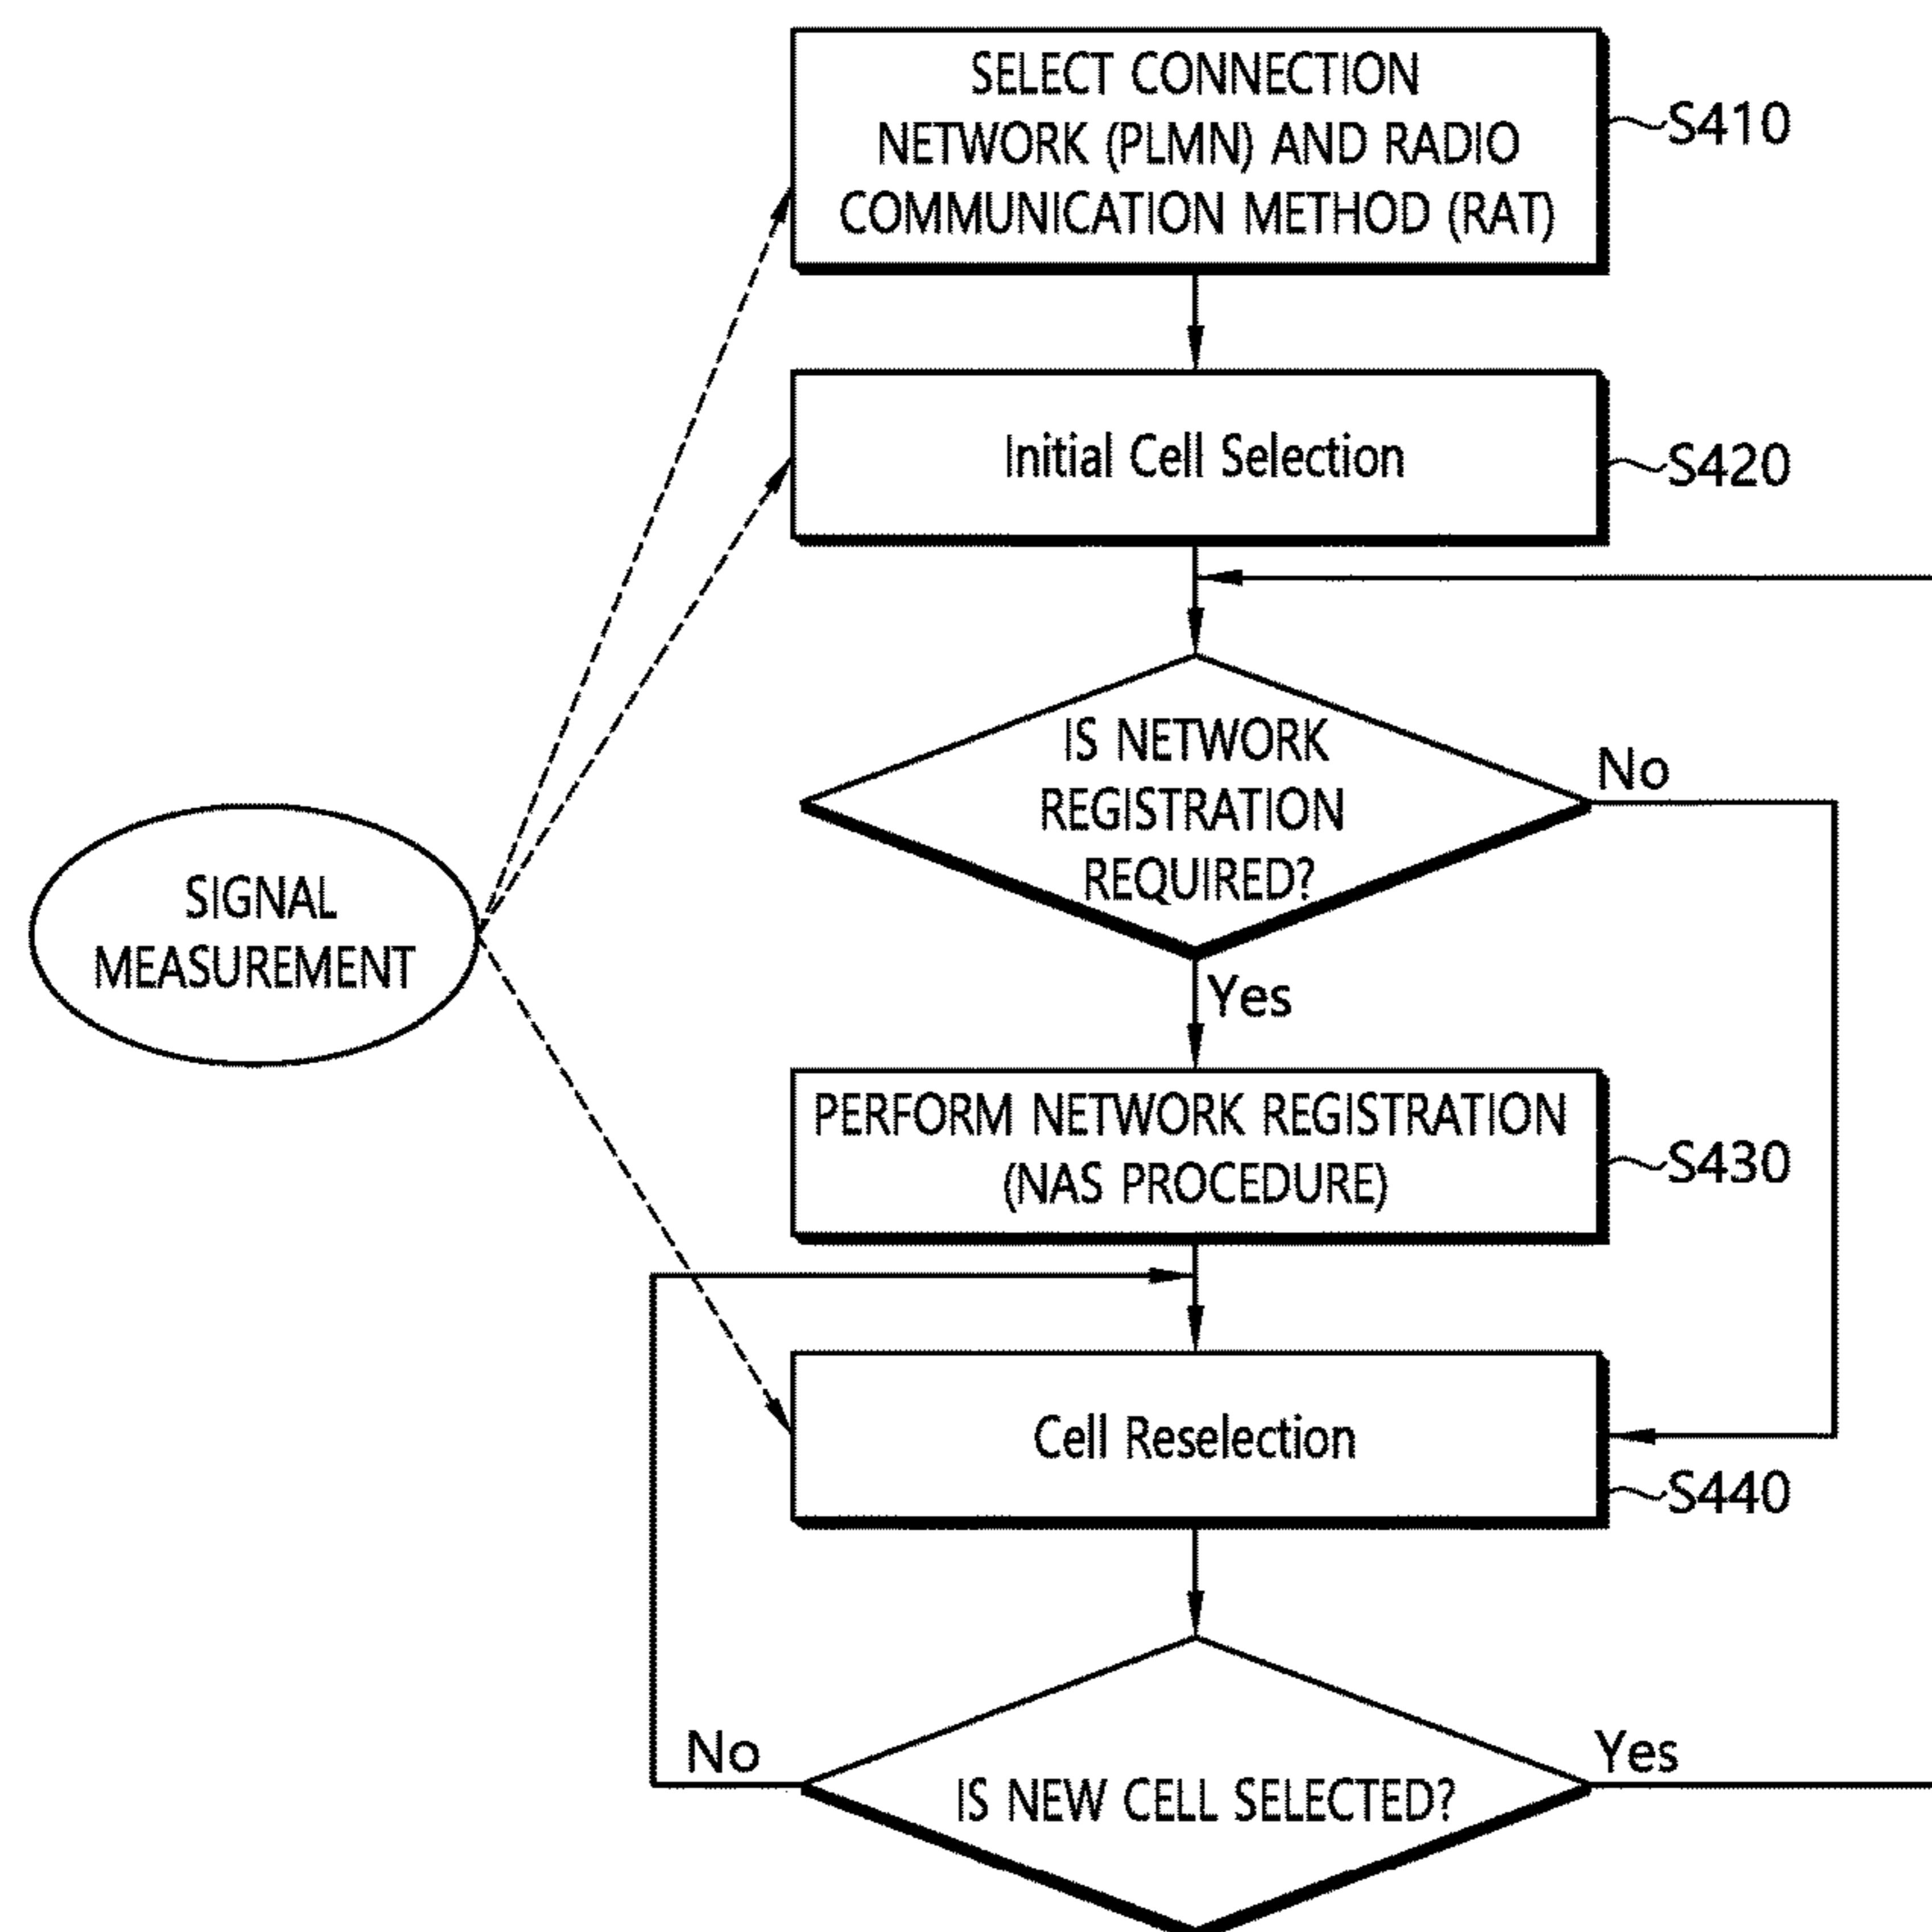 SELECT CONNECTION
NETWORK (PLMN) AND RADIO
COMMUNICATION METHOD (RAT)
S410
Initial Cell Selection
S420
IS NETWORK
REGISTRATION
REQUIRED?
No
Yes
SIGNAL
MEASUREMENT
PERFORM NETWORK REGISTRATION
(NAS PROCEDURE)
S430
Cell Reselection
S440
No
IS NEW CELL SELECTED?
Yes